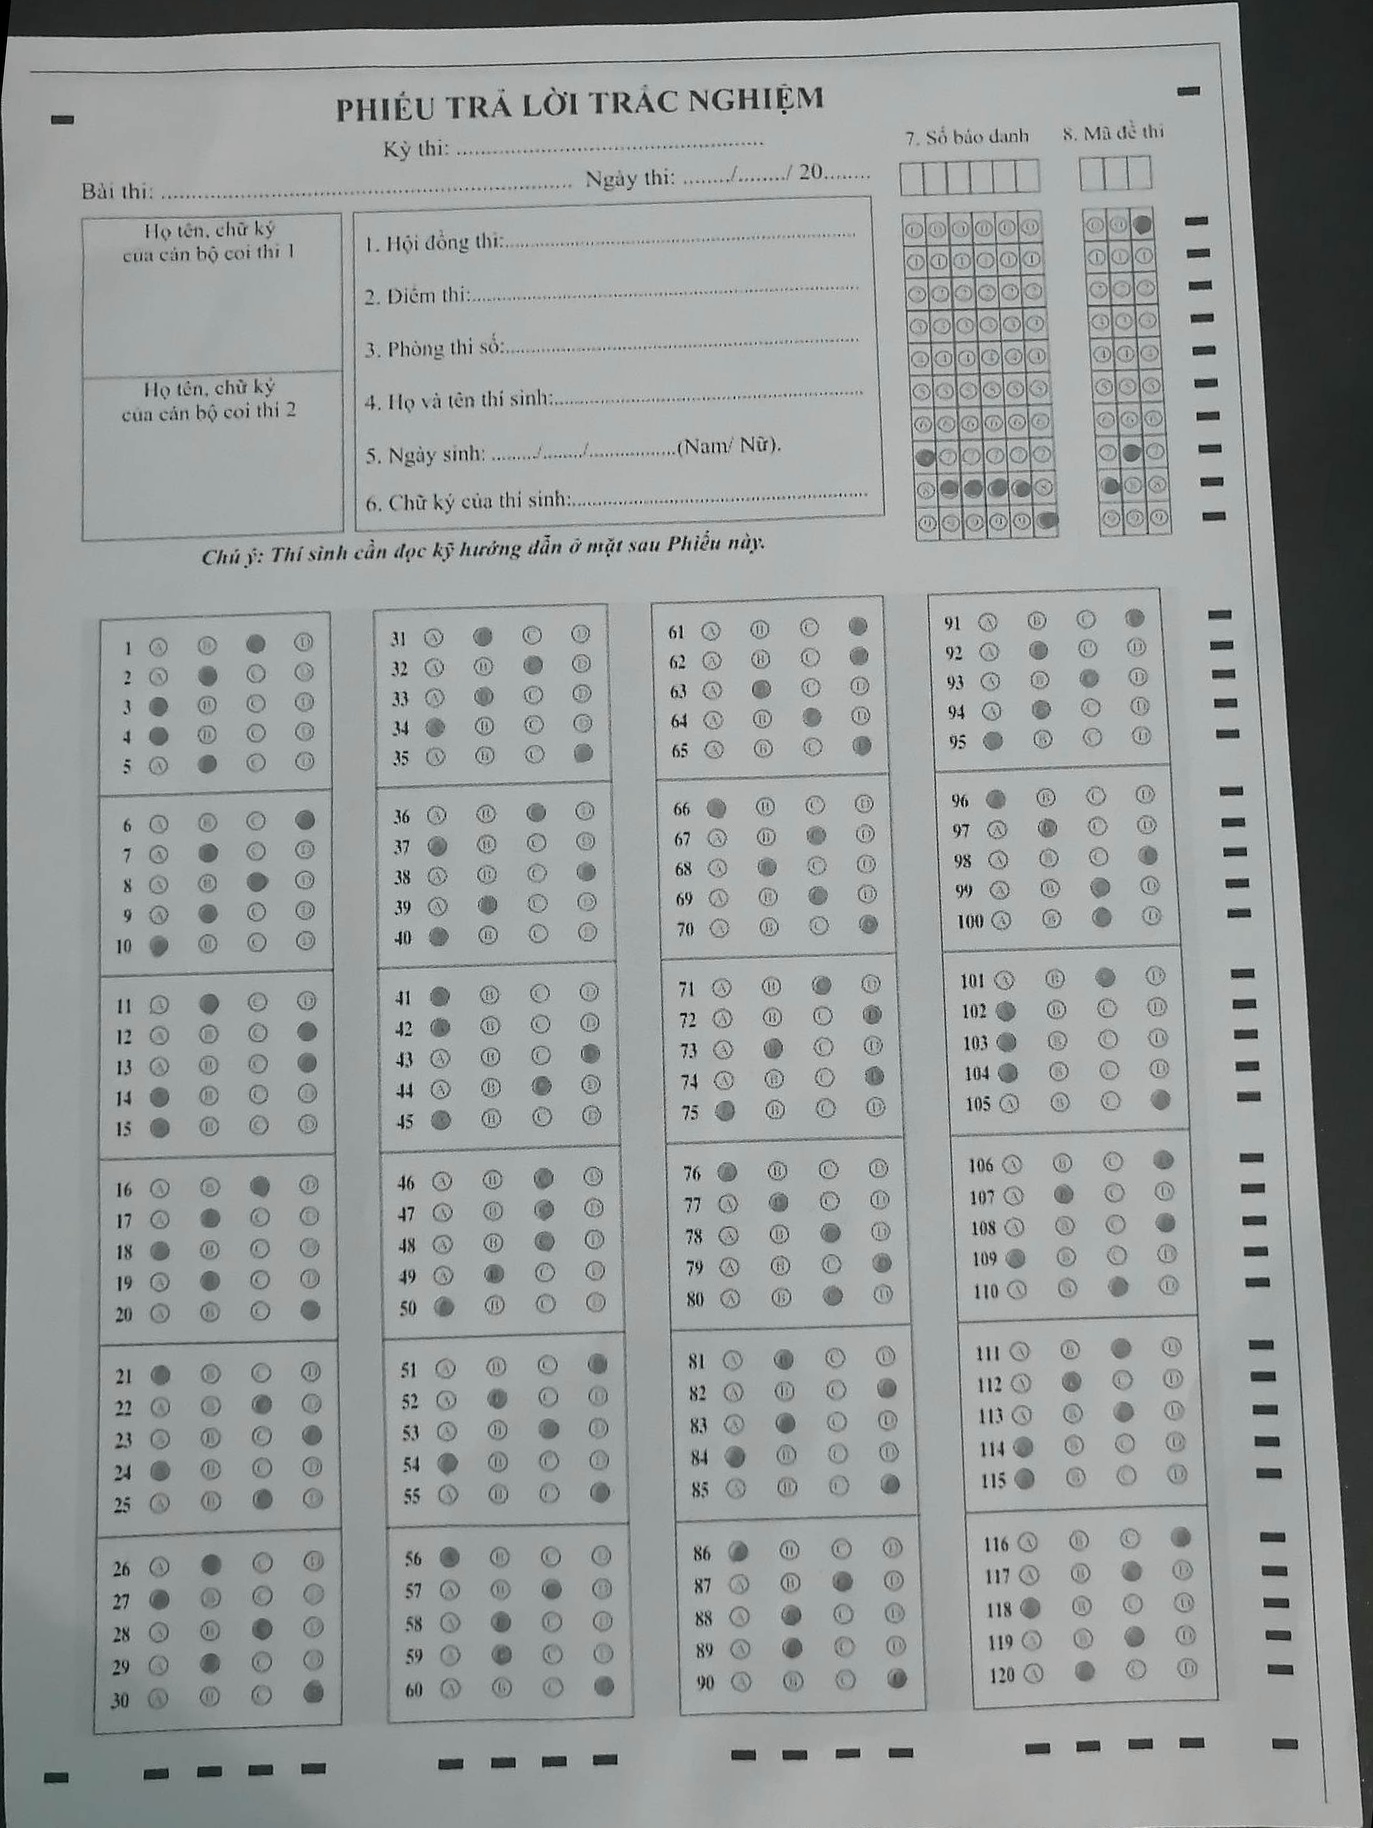 PHIẾU TRẢ LỜI TRẮC NGHIỆM
Kỳ thi:
Bài thi: Ngày thi: ......../......../ 20........
7. Số báo danh
8. Mã đề thi
Họ tên, chữ ký
của cán bộ coi thi 1
Họ tên, chữ ký
của cán bộ coi thi 2
1. Hội đồng thi:
2. Điểm thi:
3. Phòng thi số:
4. Họ và tên thí sinh:
5. Ngày sinh: ......../......../................(Nam/ Nữ).
6. Chữ ký của thí sinh:
Chú ý: Thí sinh cần đọc kỹ hướng dẫn ở mặt sau Phiếu này.
1 A B D
2 A C D
3 B C D
4 B C D
5 A C D
6 A B C
7 A C D
8 A B D
9 A C D
10 B C D
11 A C D
12 A B C
13 A B C
14 B C D
15 B C D
16 A B D
17 A C D
18 B C D
19 A C D
20 A B C
21 B C D
22 A B D
23 A B C
24 B C D
25 A B D
26 A C D
27 B C D
28 A B D
29 A C D
30 A B C
31 A C D
32 A B D
33 A C D
34 B C D
35 A B C
36 A B D
37 B C D
38 A B C
39 A C D
40 B C D
41 B C D
42 B C D
43 A B C
44 A B D
45 B C D
46 A B D
47 A B D
48 A B D
49 A C D
50 B C D
51 A B C
52 A C D
53 A B D
54 B C D
55 A B C
56 B C D
57 A B D
58 A C D
59 A C D
60 A B C
61 A B C
62 A B C
63 A C D
64 A B D
65 A B C
66 B C D
67 A B D
68 A C D
69 A B D
70 A B C
71 A B D
72 A B C
73 A C D
74 A B C
75 B C D
76 B C D
77 A C D
78 A B D
79 A B C
80 A B D
81 A C D
82 A B C
83 A C D
84 B C D
85 A B C
86 B C D
87 A B D
88 A C D
89 A C D
90 A B C
91 A B C
92 A C D
93 A B D
94 A C D
95 B C D
96 B C D
97 A C D
98 A B C
99 A B D
100 A B D
101 A B D
102 B C D
103 B C D
104 B C D
105 A B C
106 A B C
107 A C D
108 A B C
109 B C D
110 A B D
111 A B D
112 A C D
113 A B D
114 B C D
115 B C D
116 A B C
117 A B D
118 B C D
119 A B D
120 A C D